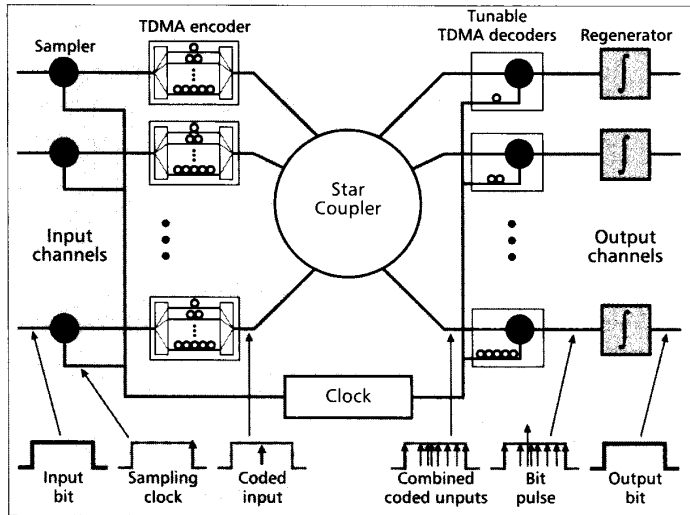 Sampler
TDMA encoder
Tunable
TDMA decoders
Regenerator
∫
∫
Star
Coupler
Input
channels
Output
channels
∫
Clock
Input
bit
Sampling
clock
Coded
input
Combined
coded unputs
Bit
pulse
Output
bit